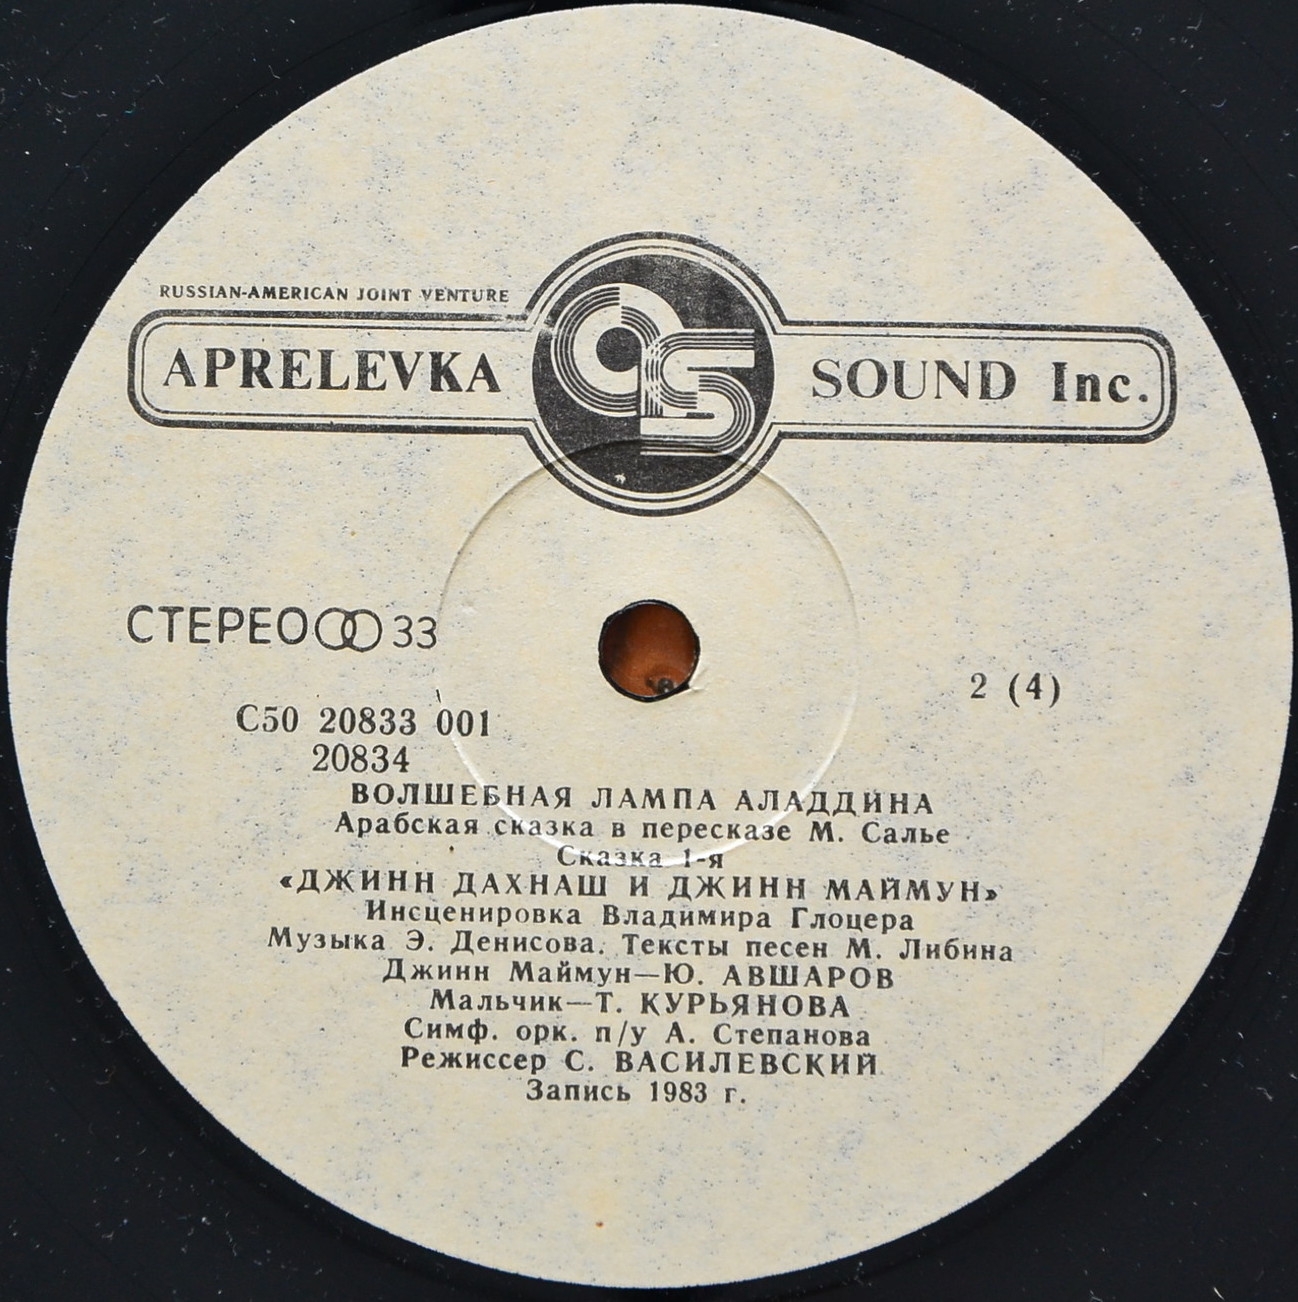 RUSSIAN-AMERICAN JOINT VENTURE
APRELEVKA SOUND Inc.
СТЕРЕО 33
2 (4)
С50 20833 001
20834
ВОЛШЕБНАЯ ЛАМПА АЛАДДИНА
Арабская сказка в пересказе М. Салье
Сказка 1-я
«ДЖИНН ДАХНАШ И ДЖИНН МАЙМУН»
Инсценировка Владимира Глоцера
Музыка Э. Денисова. Тексты песен М. Либина
Джинн Маймун—Ю. АВШАРОВ
Мальчик—Т. КУРЬЯНОВА
Симф. орк. п/у А. Степанова
Режиссер С. ВАСИЛЕВСКИЙ
Запись 1983 г.